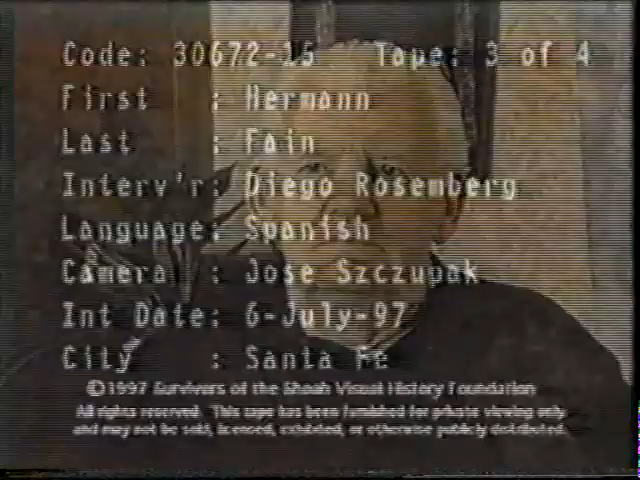 Code: 30672-15 Tape: 3 of 4
First : Hermann
Last : Fain
Interv'r: Diego Rosemberg
Language: Spanish
Camera : Jose Szczupak
Int Date: 6-July-97
City : Santa Fe
©1997 Survivors of the Shoah Visual History Foundation
All rights reserved. This tape has been furnished for private viewing only
and may not be sold, licensed, exhibited, or otherwise publicly distributed.